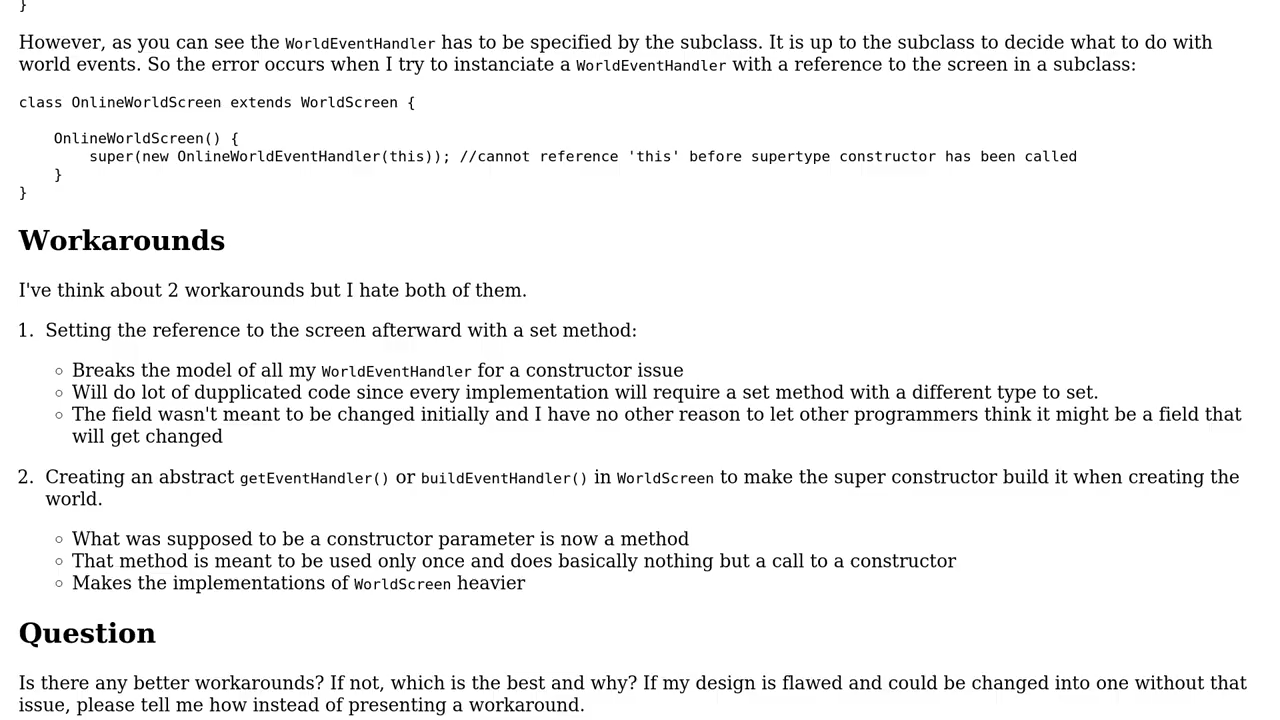 }
However, as you can see the WorldEventHandler has to be specified by the subclass. It is up to the subclass to decide what to do with
world events. So the error occurs when I try to instanciate a WorldEventHandler with a reference to the screen in a subclass:
class OnlineWorldScreen extends WorldScreen {
    OnlineWorldScreen() {
        super(new OnlineWorldEventHandler(this)); //cannot reference 'this' before supertype constructor has been called
    }
}
Workarounds
I've think about 2 workarounds but I hate both of them.
1. Setting the reference to the screen afterward with a set method:
◦ Breaks the model of all my WorldEventHandler for a constructor issue
◦ Will do lot of dupplicated code since every implementation will require a set method with a different type to set.
◦ The field wasn't meant to be changed initially and I have no other reason to let other programmers think it might be a field that
will get changed
2. Creating an abstract getEventHandler() or buildEventHandler() in WorldScreen to make the super constructor build it when creating the
world.
◦ What was supposed to be a constructor parameter is now a method
◦ That method is meant to be used only once and does basically nothing but a call to a constructor
◦ Makes the implementations of WorldScreen heavier
Question
Is there any better workarounds? If not, which is the best and why? If my design is flawed and could be changed into one without that
issue, please tell me how instead of presenting a workaround.